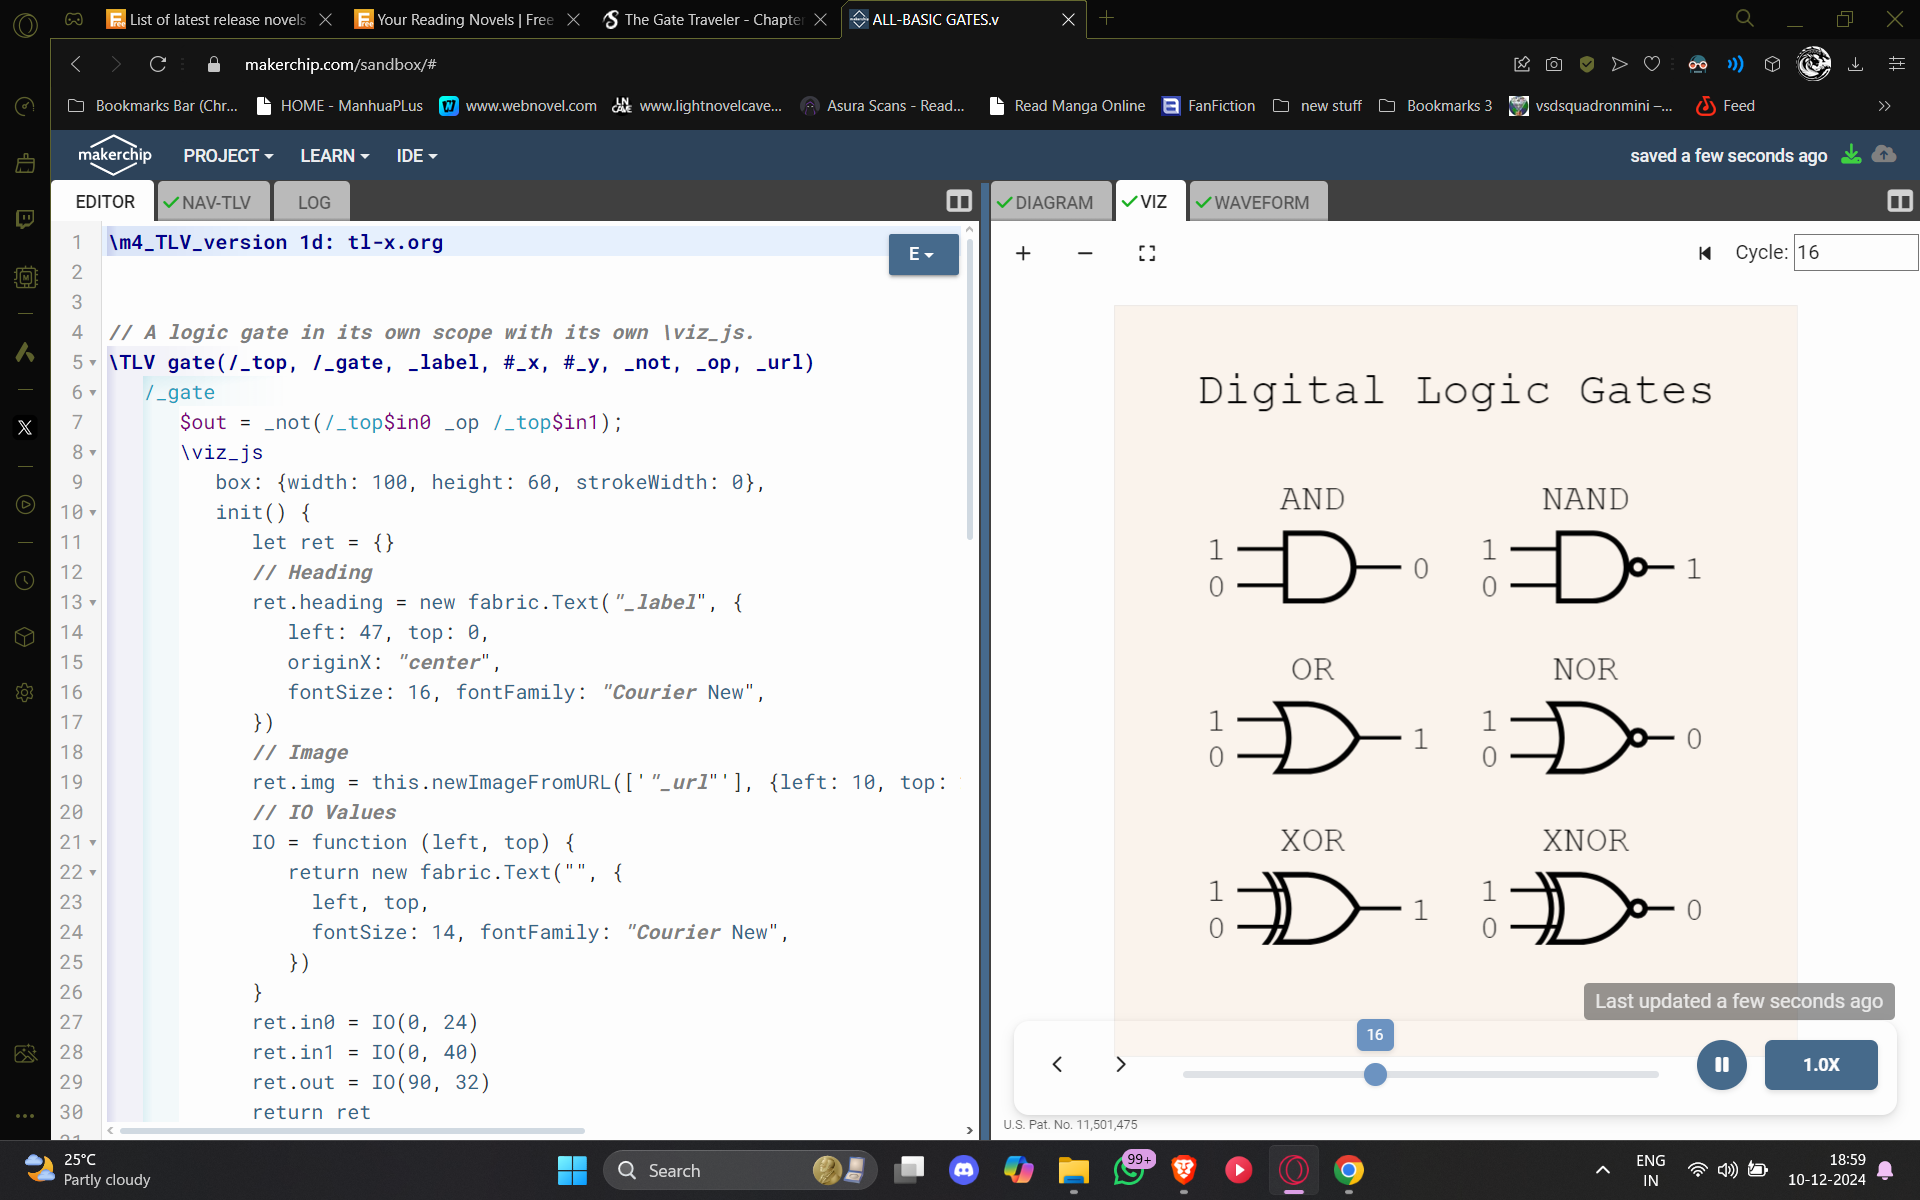 List of latest release novels
Your Reading Novels | Free
The Gate Traveler - Chapter
ALL-BASIC GATES.v
makerchip.com/sandbox/#
Bookmarks Bar (Chr...
HOME - ManhuaPLus
www.webnovel.com
www.lightnovelcave...
Asura Scans - Read...
Read Manga Online
FanFiction
new stuff
Bookmarks 3
vsdsquadronmini –...
Feed
makerchip
PROJECT
LEARN
IDE
saved a few seconds ago
EDITOR
NAV-TLV
LOG
E
1 \m4_TLV_version 1d: tl-x.org
2
3
4 // A logic gate in its own scope with its own \viz_js.
5 \TLV gate(/_top, /_gate, _label, #_x, #_y, _not, _op, _url)
6 /_gate
7 $out = _not(/_top$in0 _op /_top$in1);
8 \viz_js
9 box: {width: 100, height: 60, strokeWidth: 0},
10 init() {
11 let ret = {}
12 // Heading
13 ret.heading = new fabric.Text("_label", {
14 left: 47, top: 0,
15 originX: "center",
16 fontSize: 16, fontFamily: "Courier New",
17 })
18 // Image
19 ret.img = this.newImageFromURL(['"_url"'], {left: 10, top:
20 // IO Values
21 IO = function (left, top) {
22 return new fabric.Text("", {
23 left, top,
24 fontSize: 14, fontFamily: "Courier New",
25 })
26 }
27 ret.in0 = IO(0, 24)
28 ret.in1 = IO(0, 40)
29 ret.out = IO(90, 32)
30 return ret
DIAGRAM
VIZ
WAVEFORM
Cycle: 16
Digital Logic Gates
AND
1
0
0
NAND
1
0
1
OR
1
0
1
NOR
1
0
0
XOR
1
0
1
XNOR
1
0
0
Last updated a few seconds ago
16
1.0X
U.S. Pat. No. 11,501,475
25°C
Partly cloudy
Search
99+
ENG
IN
18:59
10-12-2024